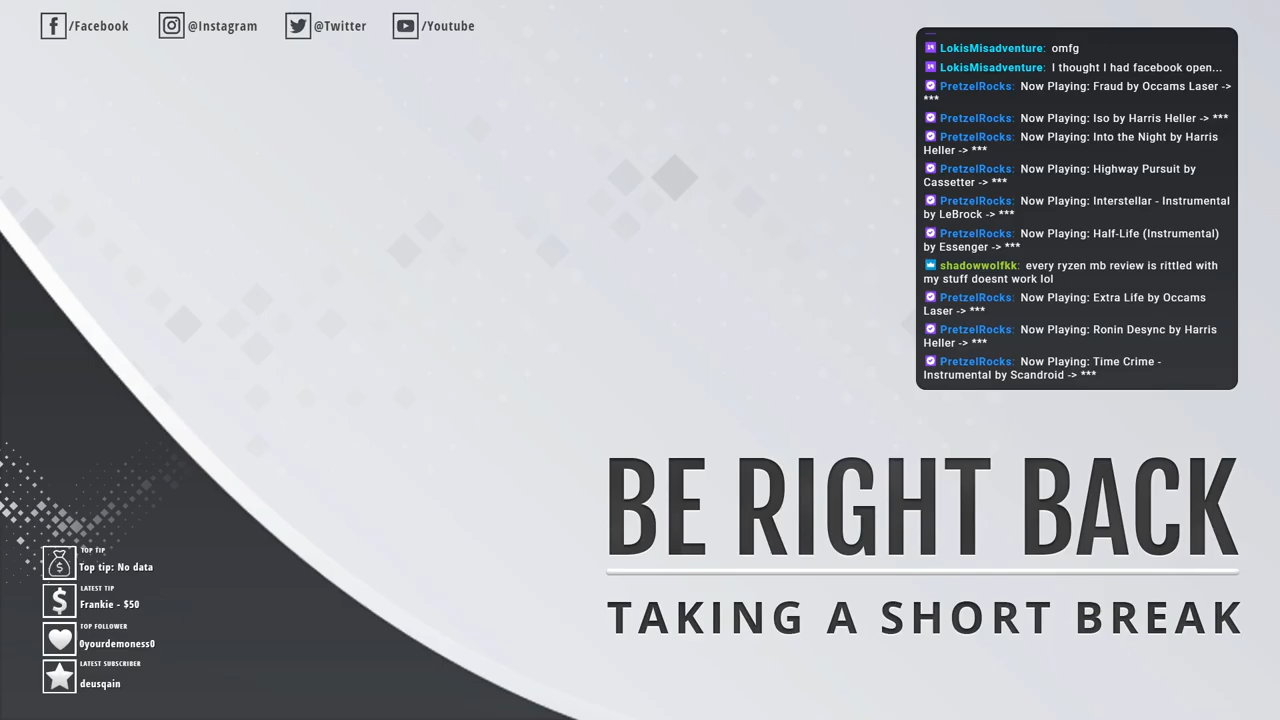 /Facebook @Instagram @Twitter /Youtube
LokisMisadventure: omfg
LokisMisadventure: I thought I had facebook open...
PretzelRocks: Now Playing: Fraud by Occams Laser ->
***
PretzelRocks: Now Playing: Iso by Harris Heller -> ***
PretzelRocks: Now Playing: Into the Night by Harris
Heller -> ***
PretzelRocks: Now Playing: Highway Pursuit by
Cassetter -> ***
PretzelRocks: Now Playing: Interstellar - Instrumental
by LeBrock -> ***
PretzelRocks: Now Playing: Half-Life (Instrumental)
by Essenger -> ***
shadowwolfkk: every ryzen mb review is rittled with
my stuff doesnt work lol
PretzelRocks: Now Playing: Extra Life by Occams
Laser -> ***
PretzelRocks: Now Playing: Ronin Desync by Harris
Heller -> ***
PretzelRocks: Now Playing: Time Crime -
Instrumental by Scandroid -> ***
BE RIGHT BACK
TAKING A SHORT BREAK
TOP TIP
Top tip: No data
LATEST TIP
Frankie - $50
TOP FOLLOWER
0yourdemoness0
LATEST SUBSCRIBER
deusqain